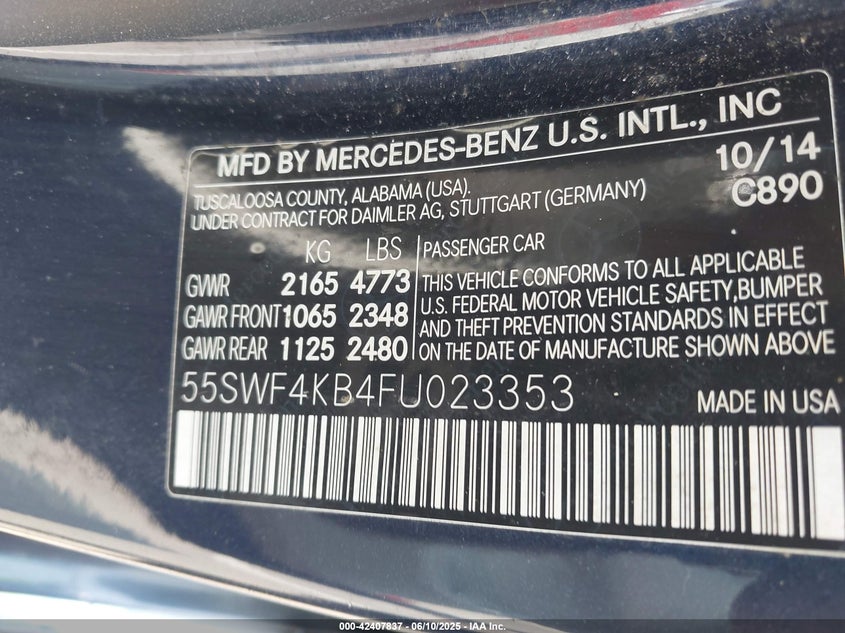 MFD BY MERCEDES-BENZ U.S. INTL., INC
10/14
TUSCALOOSA COUNTY, ALABAMA (USA).
C890
UNDER CONTRACT FOR DAIMLER AG, STUTTGART (GERMANY)
KG LBS PASSENGER CAR
GVWR 2165 4773 THIS VEHICLE CONFORMS TO ALL APPLICABLE
GAWR FRONT 1065 2348 U.S. FEDERAL MOTOR VEHICLE SAFETY, BUMPER
AND THEFT PREVENTION STANDARDS IN EFFECT
GAWR REAR 1125 2480 ON THE DATE OF MANUFACTURE SHOWN ABOVE
55SWF4KB4FU023353 MADE IN USA
000-42407837 - 06/10/2025 - IAA Inc.